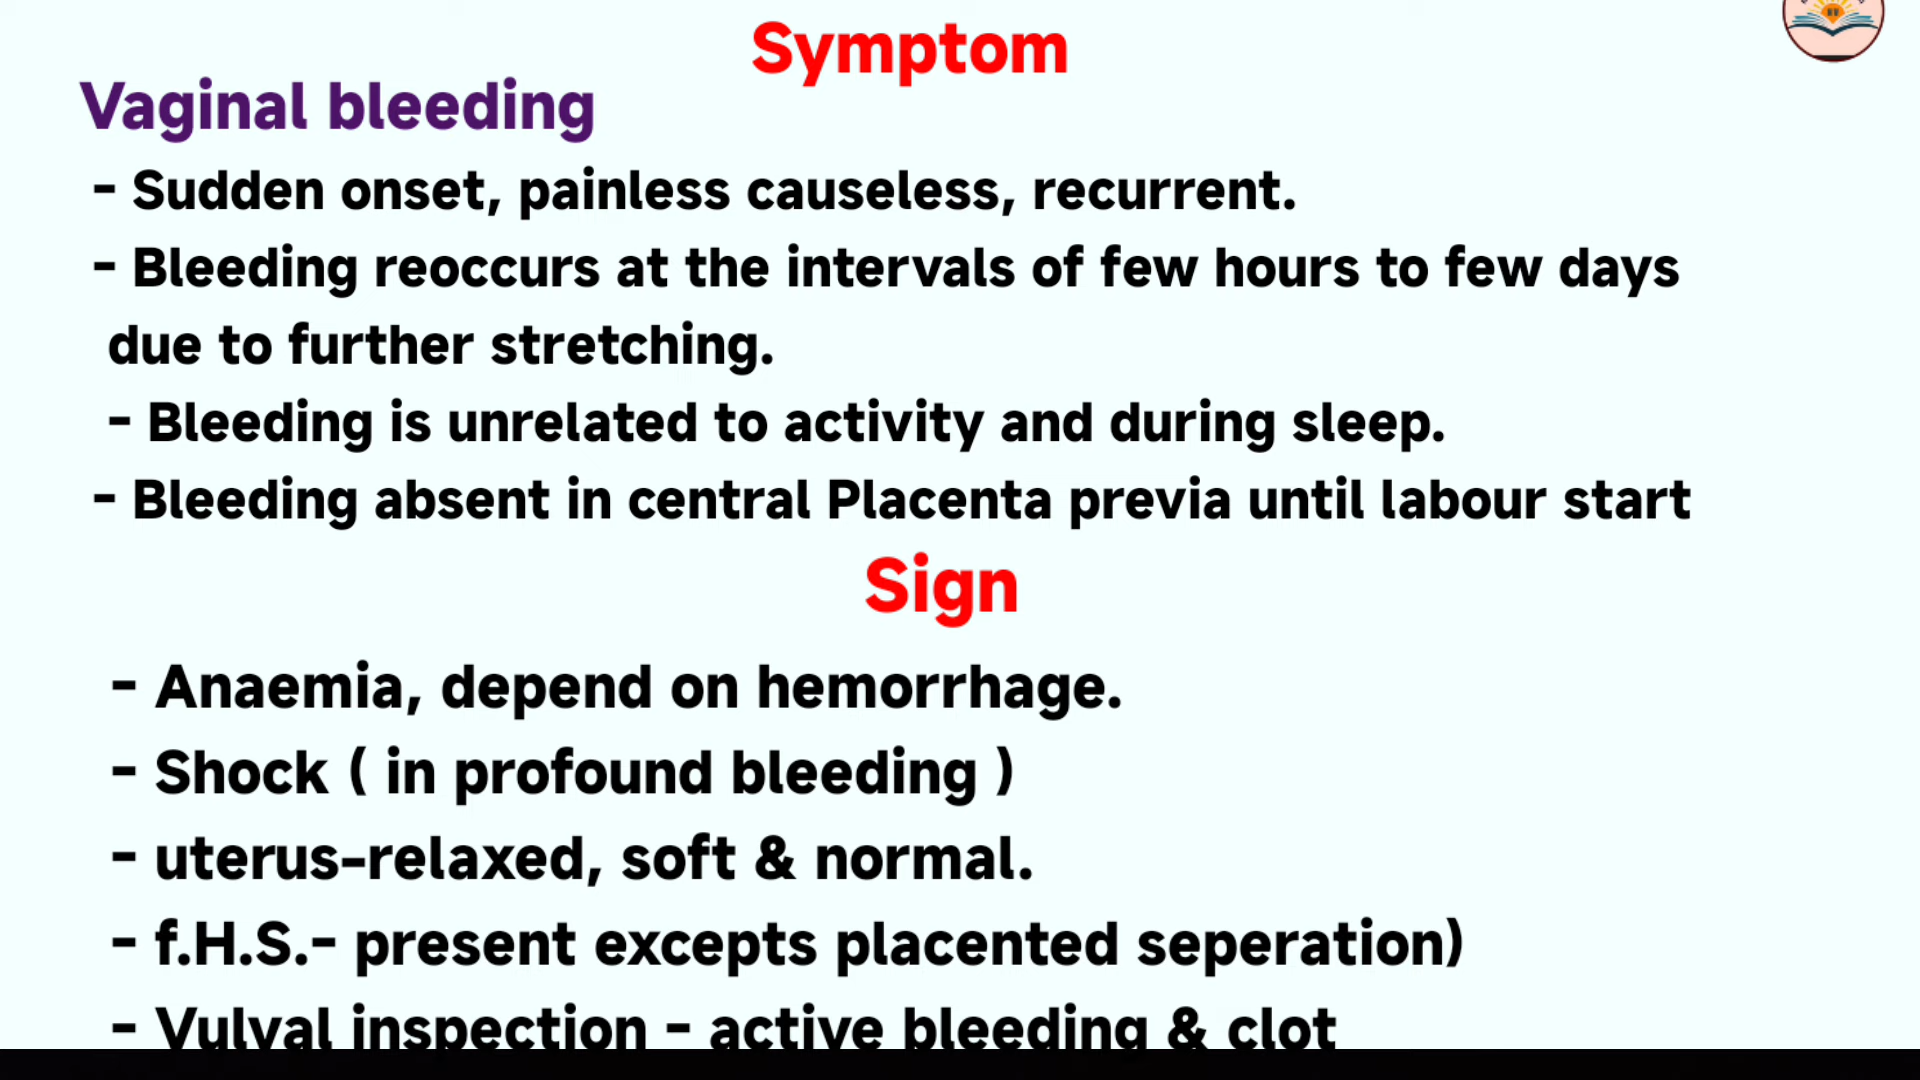 Symptom
Vaginal bleeding
- Sudden onset, painless causeless, recurrent.
- Bleeding reoccurs at the intervals of few hours to few days
due to further stretching.
- Bleeding is unrelated to activity and during sleep.
- Bleeding absent in central Placenta previa until labour start
Sign
- Anaemia, depend on hemorrhage.
- Shock ( in profound bleeding )
- uterus-relaxed, soft & normal.
- f.H.S.- present excepts placented seperation)
- Vulval inspection - active bleeding & clot